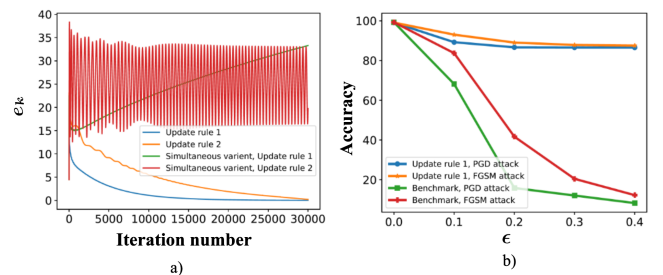 40
35
30
25
20
15
10
5
0
e_k
Update rule 1
Update rule 2
Simultaneous varient, Update rule 1
Simultaneous varient, Update rule 2
0 5000 10000 15000 20000 25000 30000
Iteration number
a)
100
80
60
40
20
Accuracy
Update rule 1, PGD attack
Update rule 1, FGSM attack
Benchmark, PGD attack
Benchmark, FGSM attack
0.0 0.1 0.2 0.3 0.4
ϵ
b)